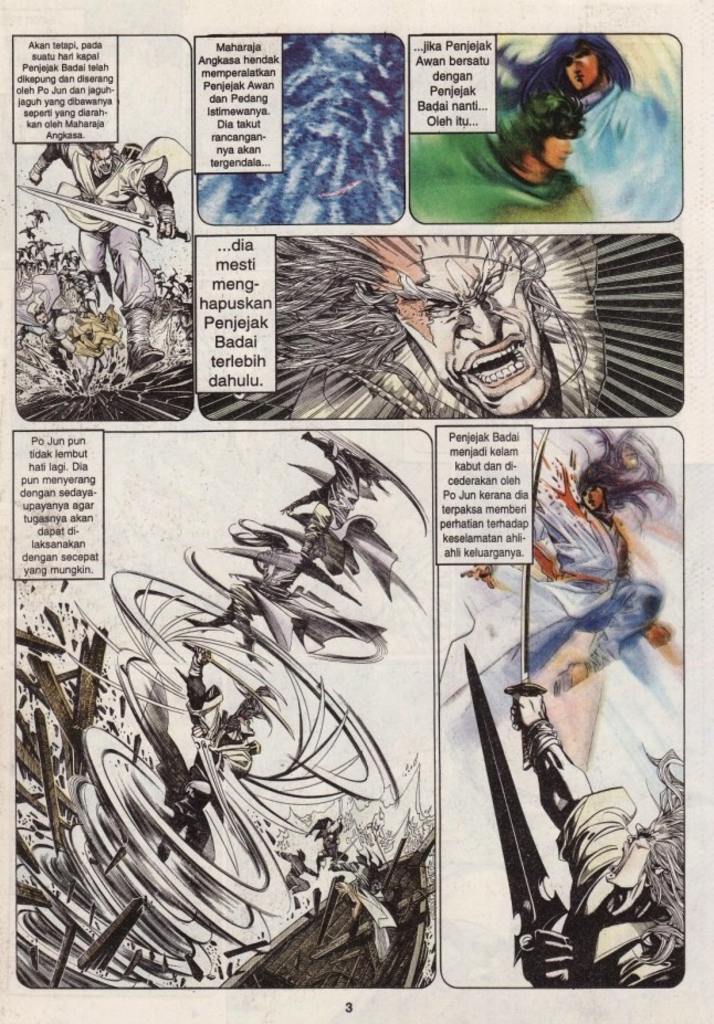 Akan tetapi, pada
suatu hari kapal
Penjejak Badai telah
dikepung dan diserang
oleh Po Jun dan jaguh-
jaguh yang dibawanya
seperti yang diarah-
kan oleh Maharaja
Angkasa.
Maharaja
Angkasa hendak
memperalatkan
Penjejak Awan
dan Pedang
Istimewanya.
Dia takut
rancangan-
nya akan
tergendala...
...jika Penjejak
Awan bersatu
dengan
Penjejak
Badai nanti...
Oleh itu...
...dia
mesti
meng-
hapuskan
Penjejak
Badai
terlebih
dahulu.
Po Jun pun
tidak lembut
hati lagi. Dia
pun menyerang
dengan sedaya-
upayanya agar
tugasnya akan
dapat di-
laksanakan
dengan secepat
yang mungkin.
Penjejak Badai
menjadi kelam
kabut dan di-
cederakan oleh
Po Jun kerana dia
terpaksa memberi
perhatian terhadap
keselamatan ahli-
ahli keluarganya.
3